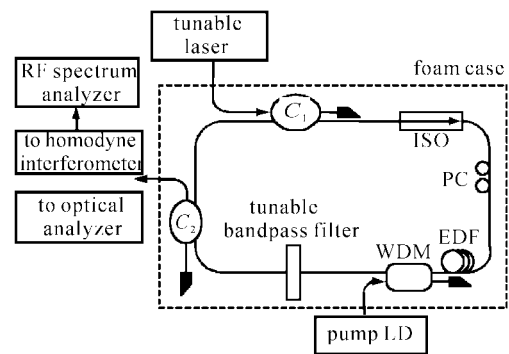 tunable
laser
foam case
RF spectrum
analyzer
C₁
ISO
to homodyne
interferometer
PC
to optical
analyzer
C₂
tunable
bandpass filter
EDF
WDM
pump LD